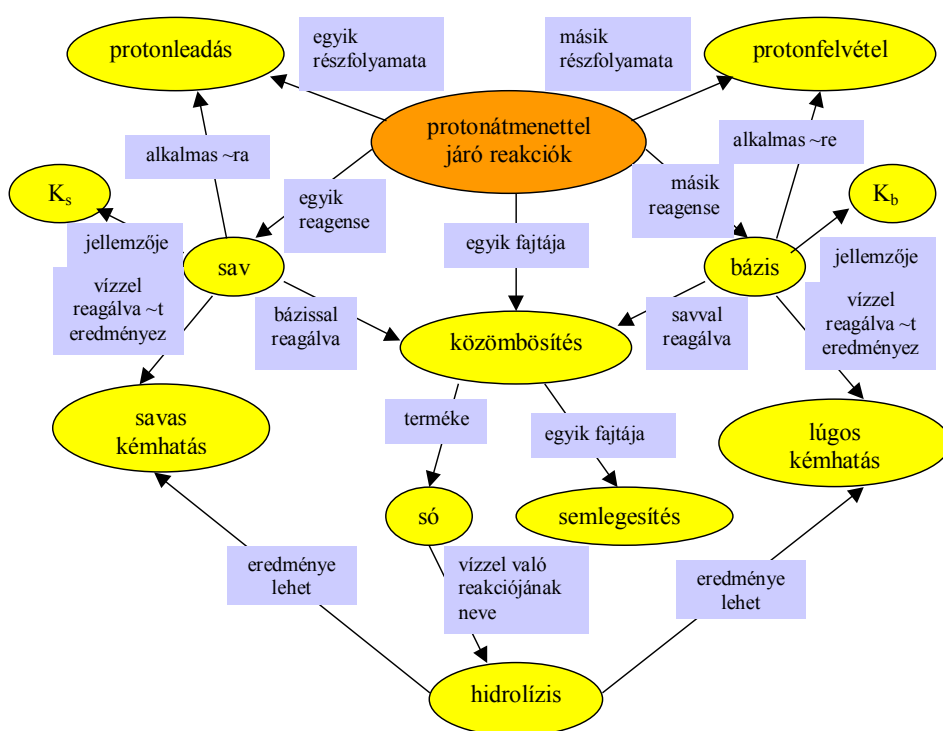 protonleadás
egyik
részfolyamata
másik
részfolyamata
protonfelvétel
protonátmenettel
járó reakciók
alkalmas ~ra
alkalmas ~re
K_s
egyik
reagense
másik
reagense
K_b
jellemzője
sav
egyik fajtája
bázis
jellemzője
vízzel
reagálva ~t
eredményez
bázissal
reagálva
közömbösítés
savval
reagálva
vízzel
reagálva ~t
eredményez
savas
kémhatás
terméke
egyik fajtája
lúgos
kémhatás
só
semlegesítés
eredménye
lehet
vízzel való
reakciójának
neve
eredménye
lehet
hidrolízis